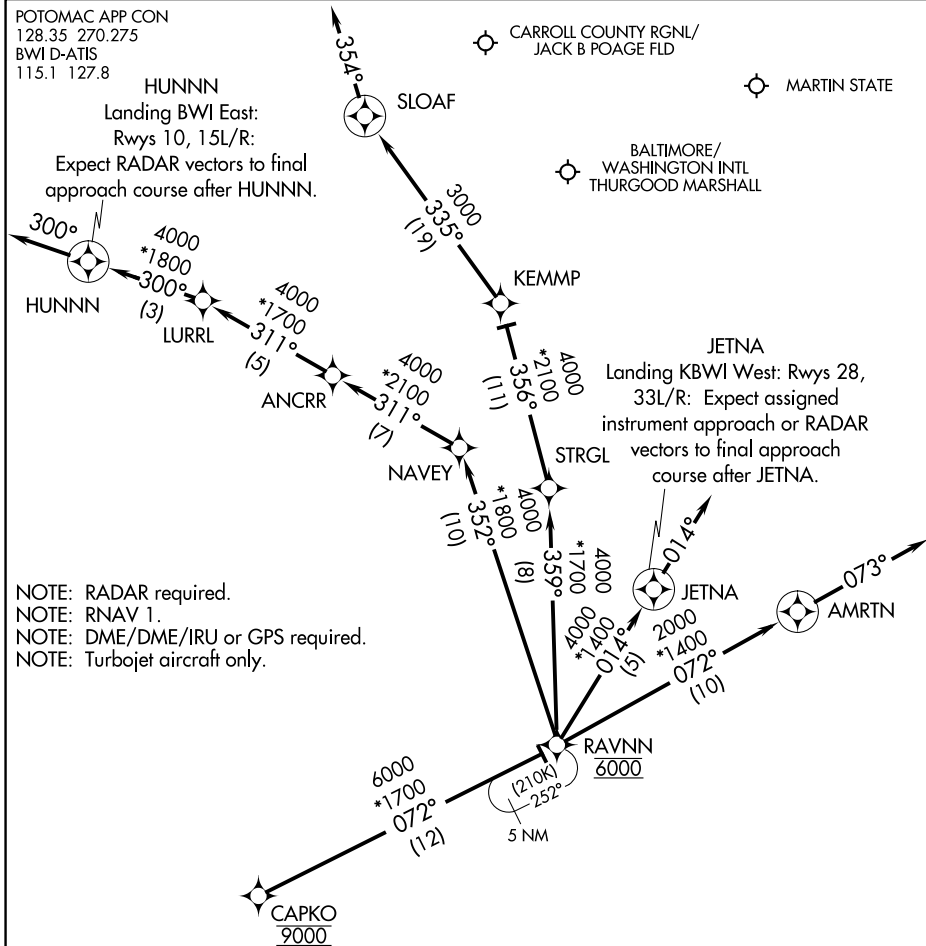 POTOMAC APP CON
128.35 270.275
BWI D-ATIS
115.1 127.8
HUNNN
Landing BWI East:
Rwys 10, 15L/R:
Expect RADAR vectors to final
approach course after HUNNN.
354°
SLOAF
CARROLL COUNTY RGNL/
JACK B POAGE FLD
MARTIN STATE
BALTIMORE/
WASHINGTON INTL
THURGOOD MARSHALL
3000
335°
(19)
KEMMP
300°
HUNNN
4000
*1800
300°
(3)
LURRL
4000
*1700
311°
(5)
ANCRR
4000
*2100
311°
(7)
NAVEY
4000
*2100
356°
(11)
STRGL
JETNA
Landing KBWI West: Rwys 28,
33L/R: Expect assigned
instrument approach or RADAR
vectors to final approach
course after JETNA.
4000
*1800
352°
(10)
4000
*1700
359°
(8)
014°
JETNA
4000
*1400
014°
(5)
073°
AMRTN
2000
*1400
072°
(10)
NOTE: RADAR required.
NOTE: RNAV 1.
NOTE: DME/DME/IRU or GPS required.
NOTE: Turbojet aircraft only.
RAVNN
6000
(210K)
252°
5 NM
6000
*1700
072°
(12)
CAPKO
9000